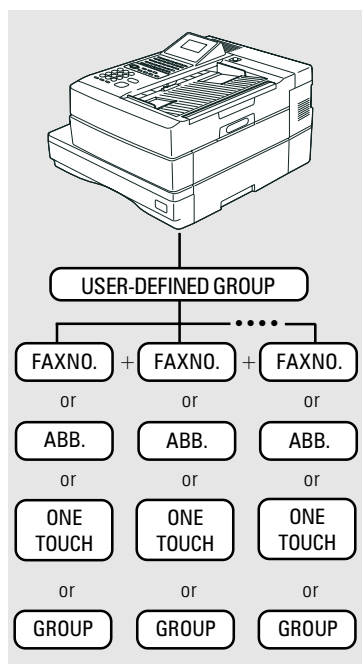 USER-DEFINED GROUP
FAXNO. + FAXNO. + FAXNO.
or or or
ABB. ABB. ABB.
or or or
ONE ONE ONE
TOUCH TOUCH TOUCH
or or or
GROUP GROUP GROUP